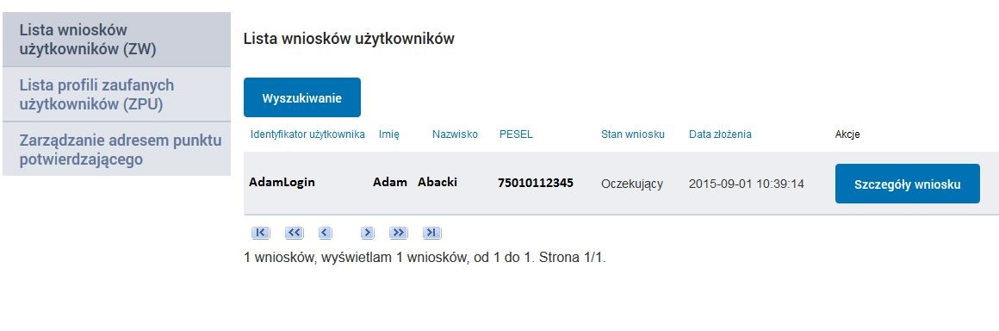 Lista wniosków
użytkowników (ZW)
Lista profili zaufanych
użytkowników (ZPU)
Zarządzanie adresem punktu
potwierdzającego
Lista wniosków użytkowników
Wyszukiwanie
Identyfikator użytkownika Imię Nazwisko PESEL Stan wniosku Data złożenia Akcje
AdamLogin Adam Abacki 75010112345 Oczekujący 2015-09-01 10:39:14 Szczegóły wniosku
1 wniosków, wyświetlam 1 wniosków, od 1 do 1. Strona 1/1.